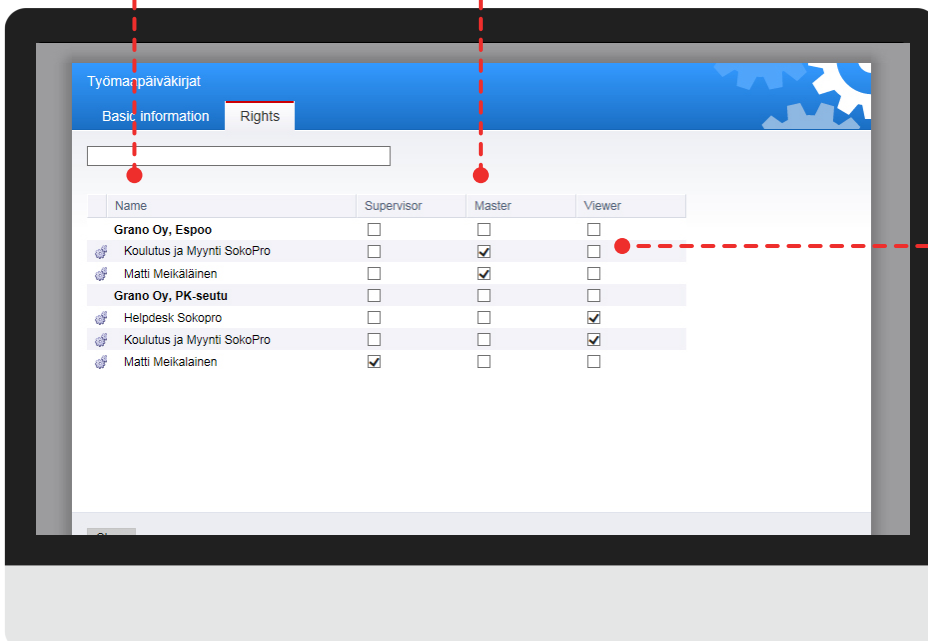 Työmaapäiväkirjat
Basic information Rights
Name Supervisor Master Viewer
Grano Oy, Espoo
Koulutus ja Myynti SokoPro
Matti Meikäläinen
Grano Oy, PK-seutu
Helpdesk Sokopro
Koulutus ja Myynti SokoPro
Matti Meikalainen